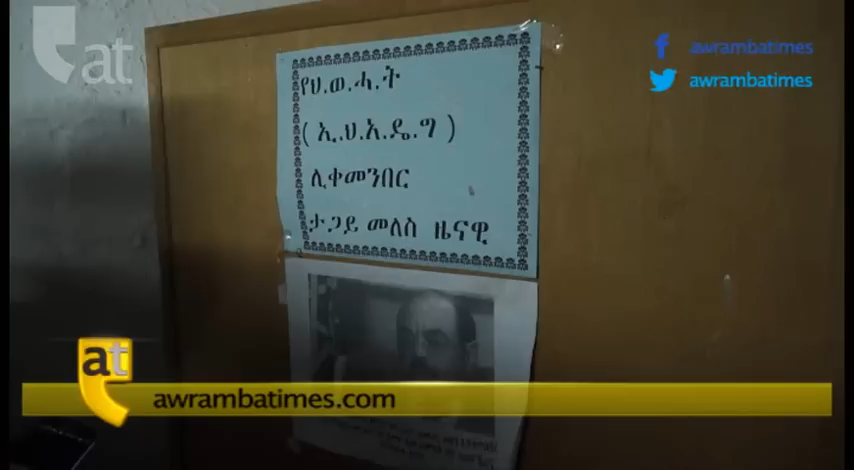 at
awrambatimes
awrambatimes
የህ.ወ.ሓ.ት
(ኢ.ህ.አ.ዴ.ግ)
ሊቀመንበር
ታጋይ መለስ ዜናዊ
at
awrambatimes.com